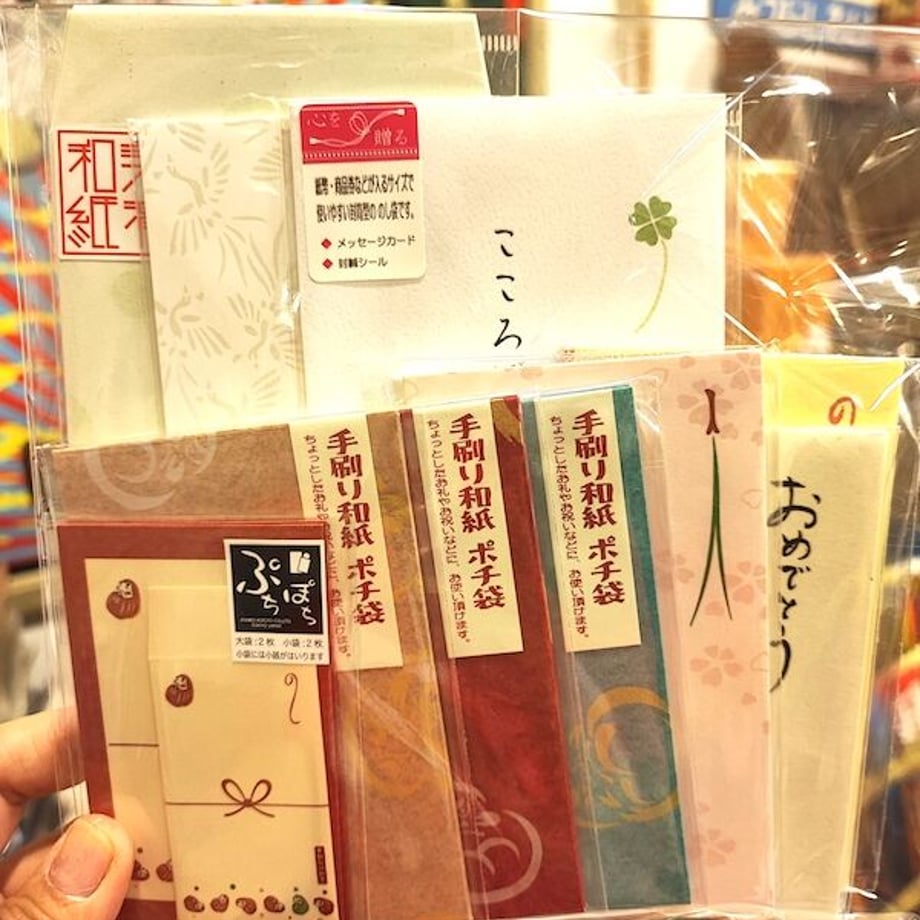 和紙
心を
贈る
紙幣・商品券などが入るサイズで
使いやすい封筒型の のし袋です。
◆ メッセージカード
◆ 封緘シール
こころ
手刷り和紙 ポチ袋
ちょっとしたお礼やお祝いなどに、お使い頂けます。
手刷り和紙 ポチ袋
ちょっとしたお礼やお祝いなどに、お使い頂けます。
手刷り和紙 ポチ袋
ちょっとしたお礼やお祝いなどに、お使い頂けます。
の
おめでとう
ぽち
ぷち
大袋:2枚 小袋:2枚
小袋には小銭がはいります